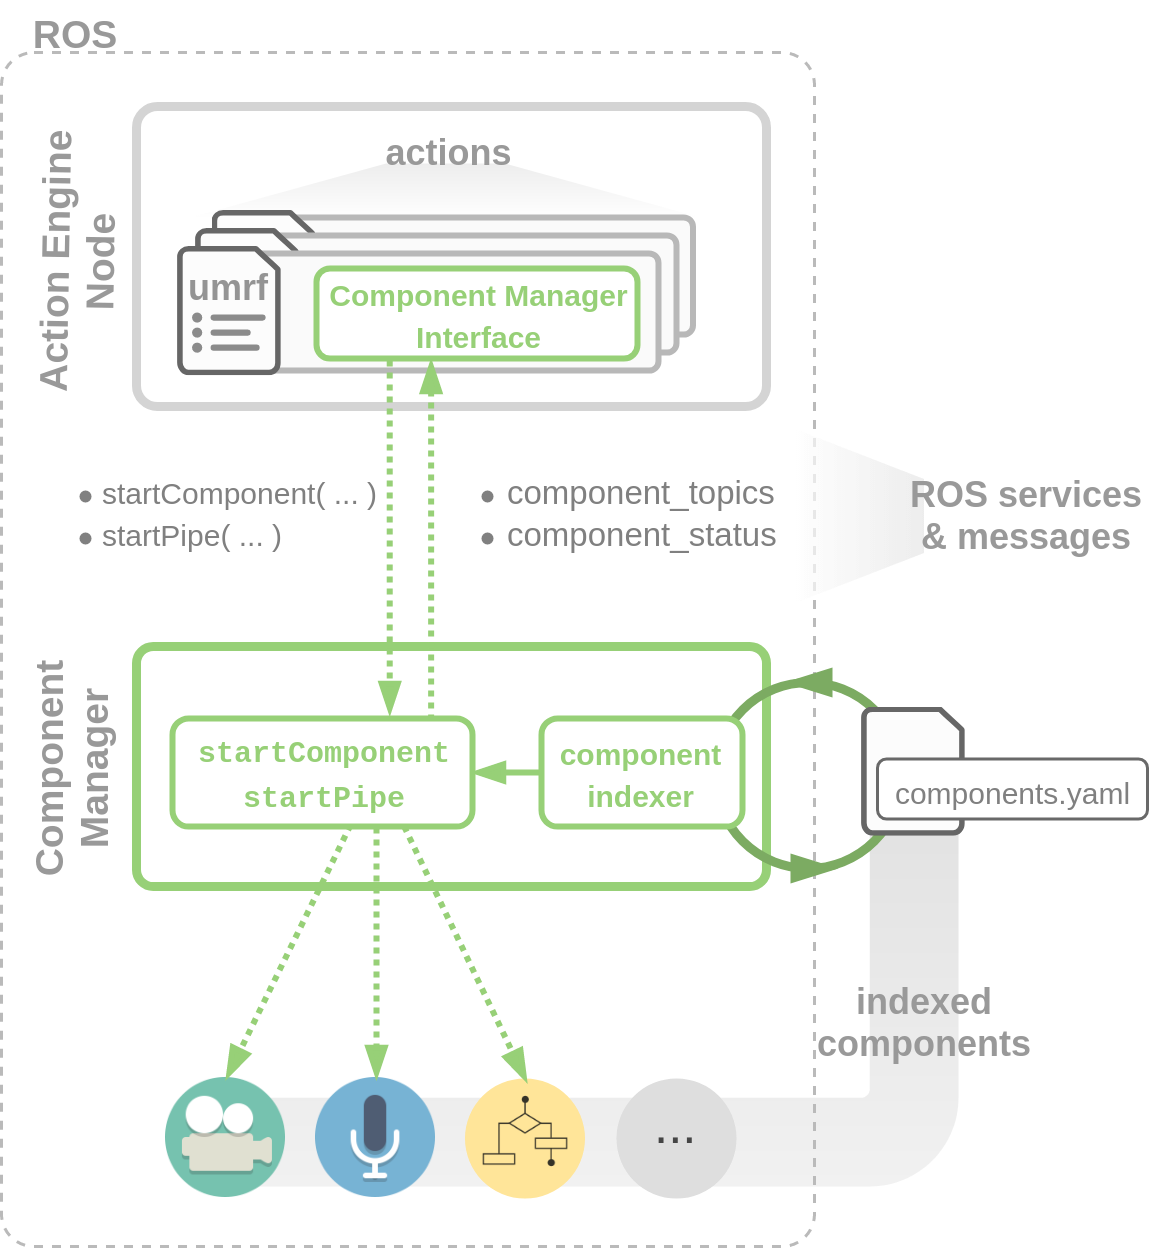 ROS
Action Engine
Node
actions
umrf
Component Manager
Interface
● startComponent( ... )
● startPipe( ... )
● component_topics
● component_status
ROS services
& messages
Component
Manager
startComponent
startPipe
component
indexer
components.yaml
indexed
components
...